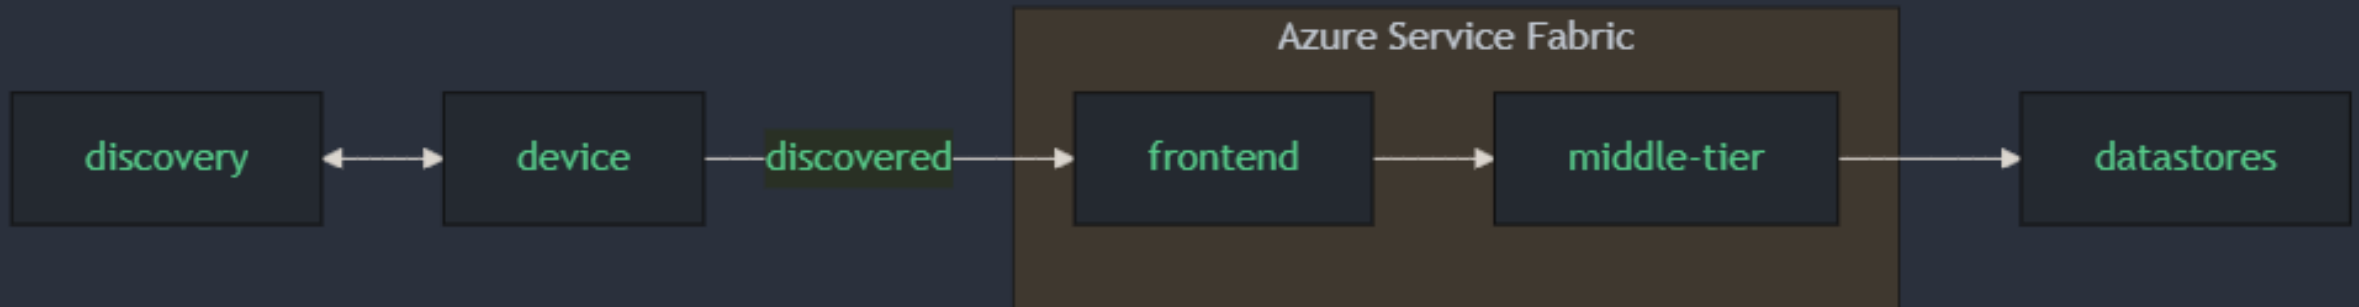 Azure Service Fabric
discovery
device
discovered
frontend
middle-tier
datastores